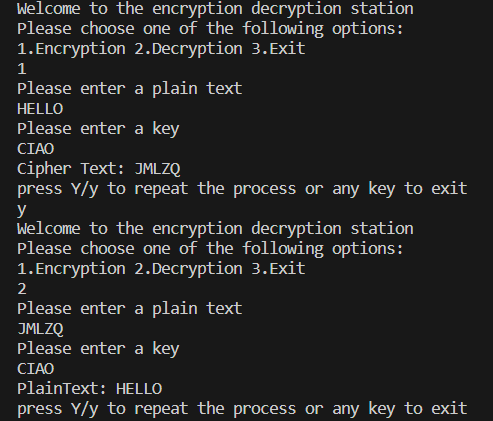 Welcome to the encryption decryption station
Please choose one of the following options:
1.Encryption 2.Decryption 3.Exit
1
Please enter a plain text
HELLO
Please enter a key
CIAO
Cipher Text: JMLZQ
press Y/y to repeat the process or any key to exit
y
Welcome to the encryption decryption station
Please choose one of the following options:
1.Encryption 2.Decryption 3.Exit
2
Please enter a plain text
JMLZQ
Please enter a key
CIAO
PlainText: HELLO
press Y/y to repeat the process or any key to exit